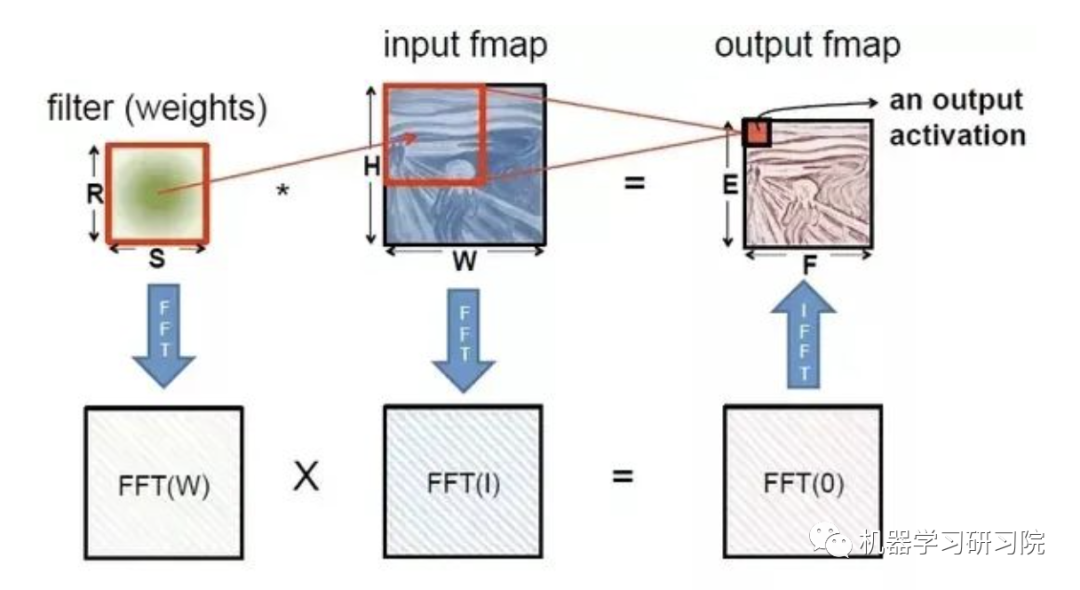 input fmap
output fmap
filter (weights)
an output
activation
R
S
*
H
W
=
E
F
FFT
FFT
IFFT
FFT(W)
X
FFT(I)
=
FFT(0)
机器学习研习院